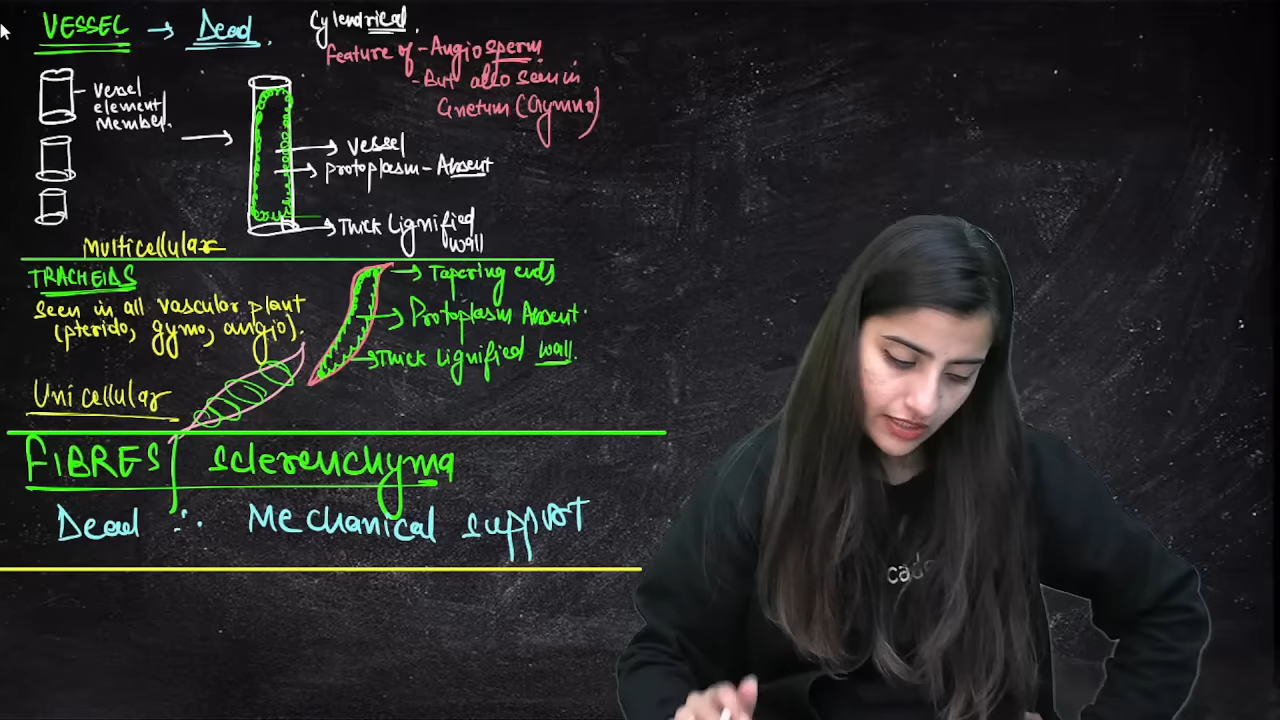 VESSEL → Dead.
Cylendrical.
Feature of - Angiosperm
- But also seen in
Gnetum (Gymno)
Vessel
element
Member.
→ Vessel
→ protoplasm - Absent
→ Thick Lignified
wall
Multicellular
TRACHEIDS
Seen in all vascular plant
(pterido, gymo, angio).
→ Tapering ends
→ Protoplasm Absent.
→ Thick Lignified wall.
Unicellular
FIBRES | sclerenchyma
Dead ∴ Mechanical support
cade